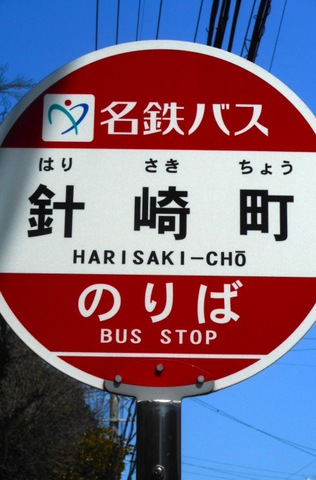 名鉄バス
はり さき ちょう
針崎町
HARISAKI-CHŌ
のりば
BUS STOP